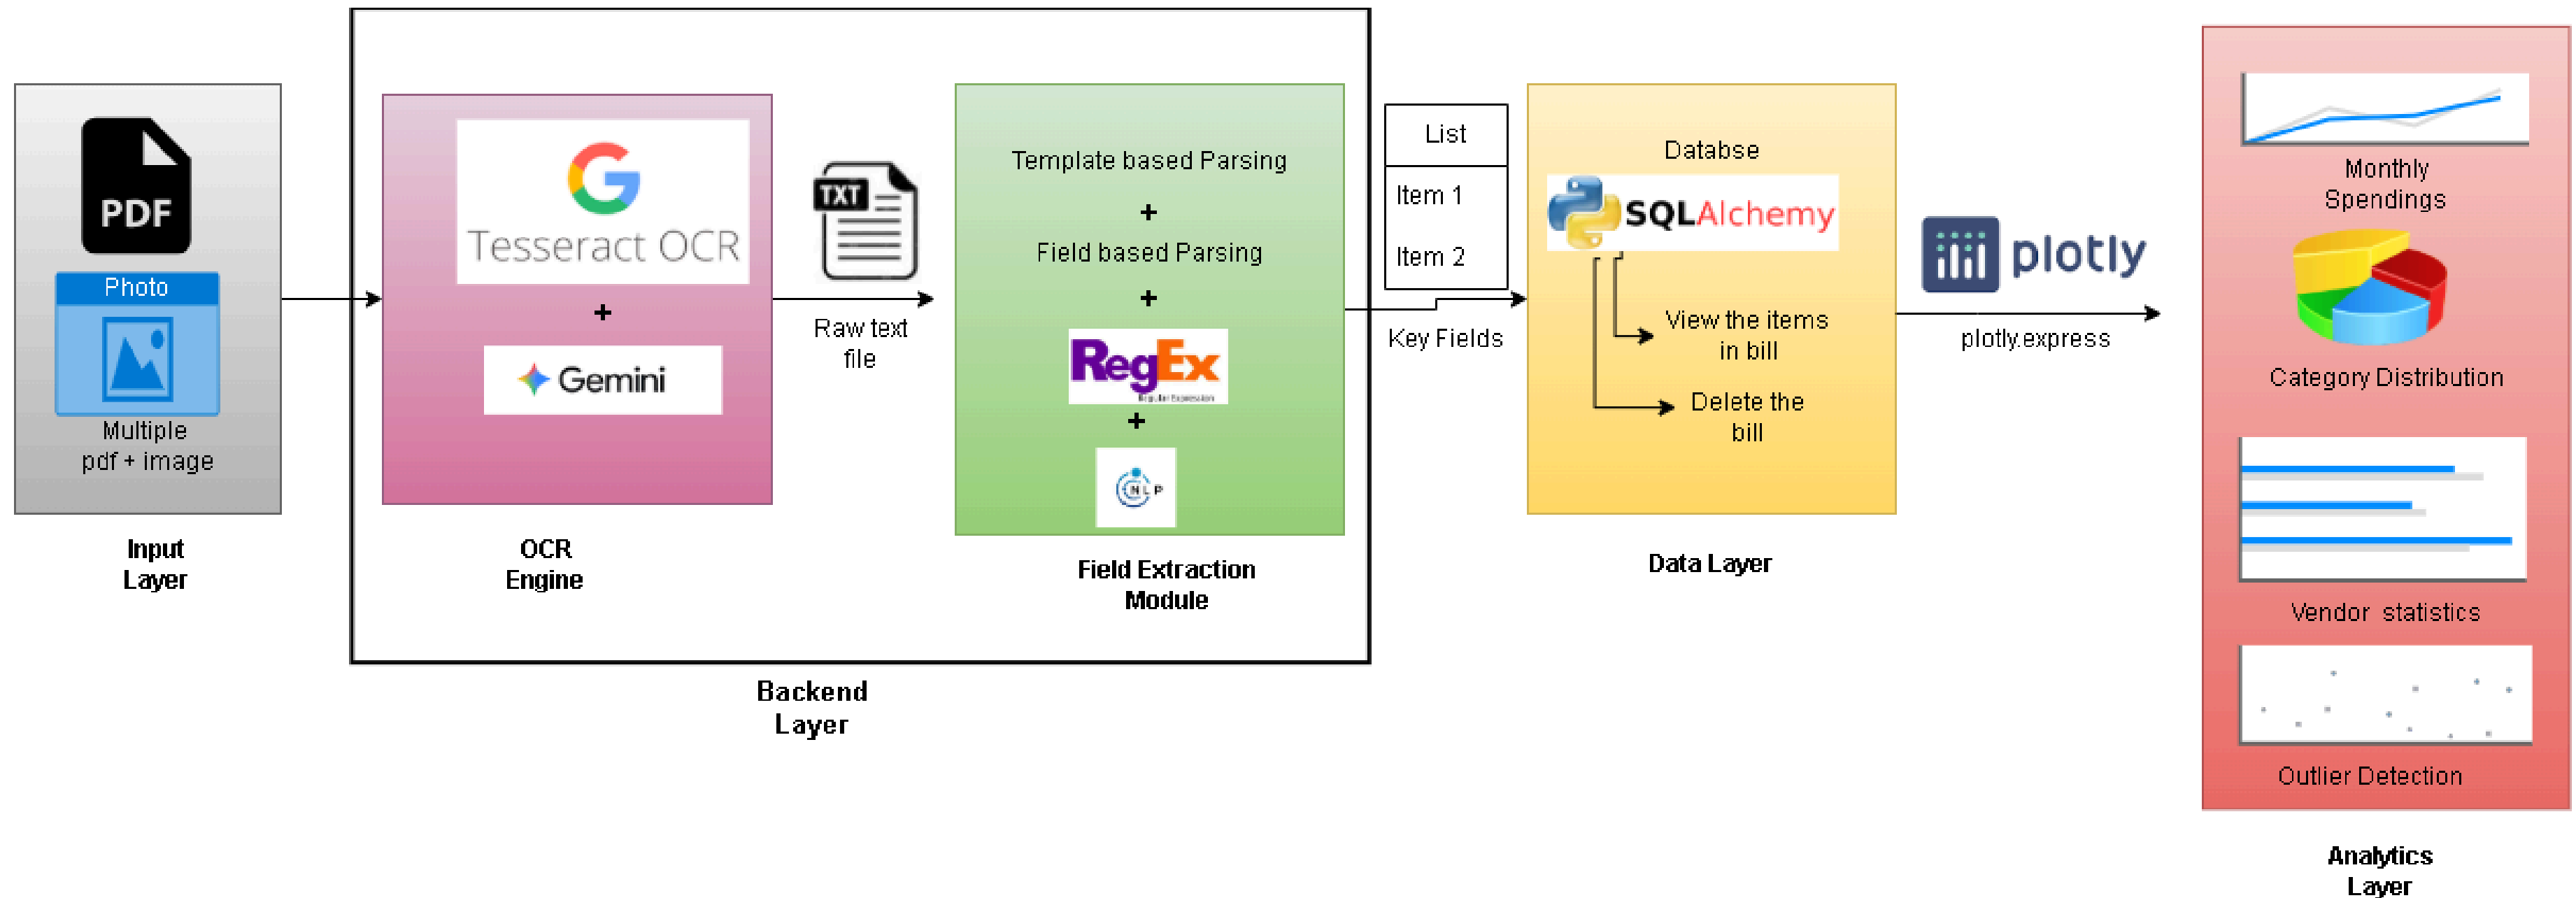 PDF
Photo
Multiple
pdf + image
Input
Layer
Tesseract OCR
+
Gemini
OCR
Engine
TXT
Raw text
file
Template based Parsing
+
Field based Parsing
+
RegEx
Regular Expression
+
NLP
Field Extraction
Module
Backend
Layer
List
Item 1
Item 2
Key Fields
Databse
SQLAlchemy
View the items
in bill
Delete the
bill
Data Layer
plotly
plotly.express
Monthly
Spendings
Category Distribution
Vendor statistics
Outlier Detection
Analytics
Layer